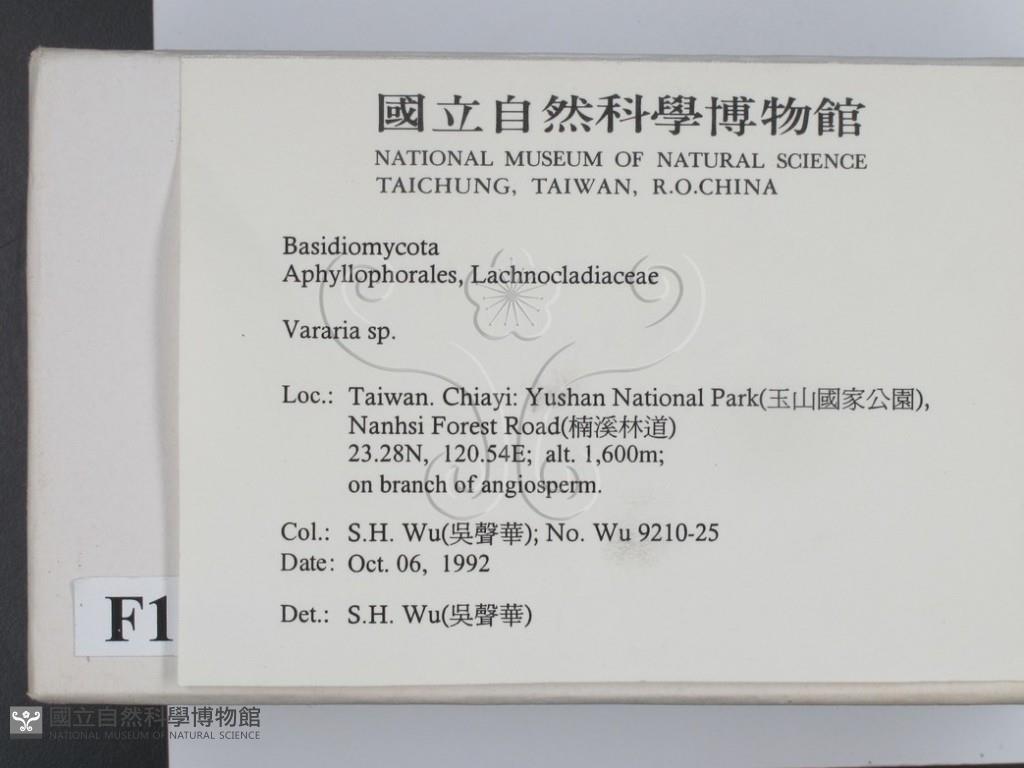 國立自然科學博物館
NATIONAL MUSEUM OF NATURAL SCIENCE
TAICHUNG, TAIWAN, R.O.CHINA
Basidiomycota
Aphyllophorales, Lachnocladiaceae
Vararia sp.
Loc.: Taiwan. Chiayi: Yushan National Park(玉山國家公園),
Nanhsi Forest Road(楠溪林道)
23.28N, 120.54E; alt. 1,600m;
on branch of angiosperm.
Col.: S.H. Wu(吳聲華); No. Wu 9210-25
Date: Oct. 06, 1992
Det.: S.H. Wu(吳聲華)
F1
國立自然科學博物館
NATIONAL MUSEUM OF NATURAL SCIENCE